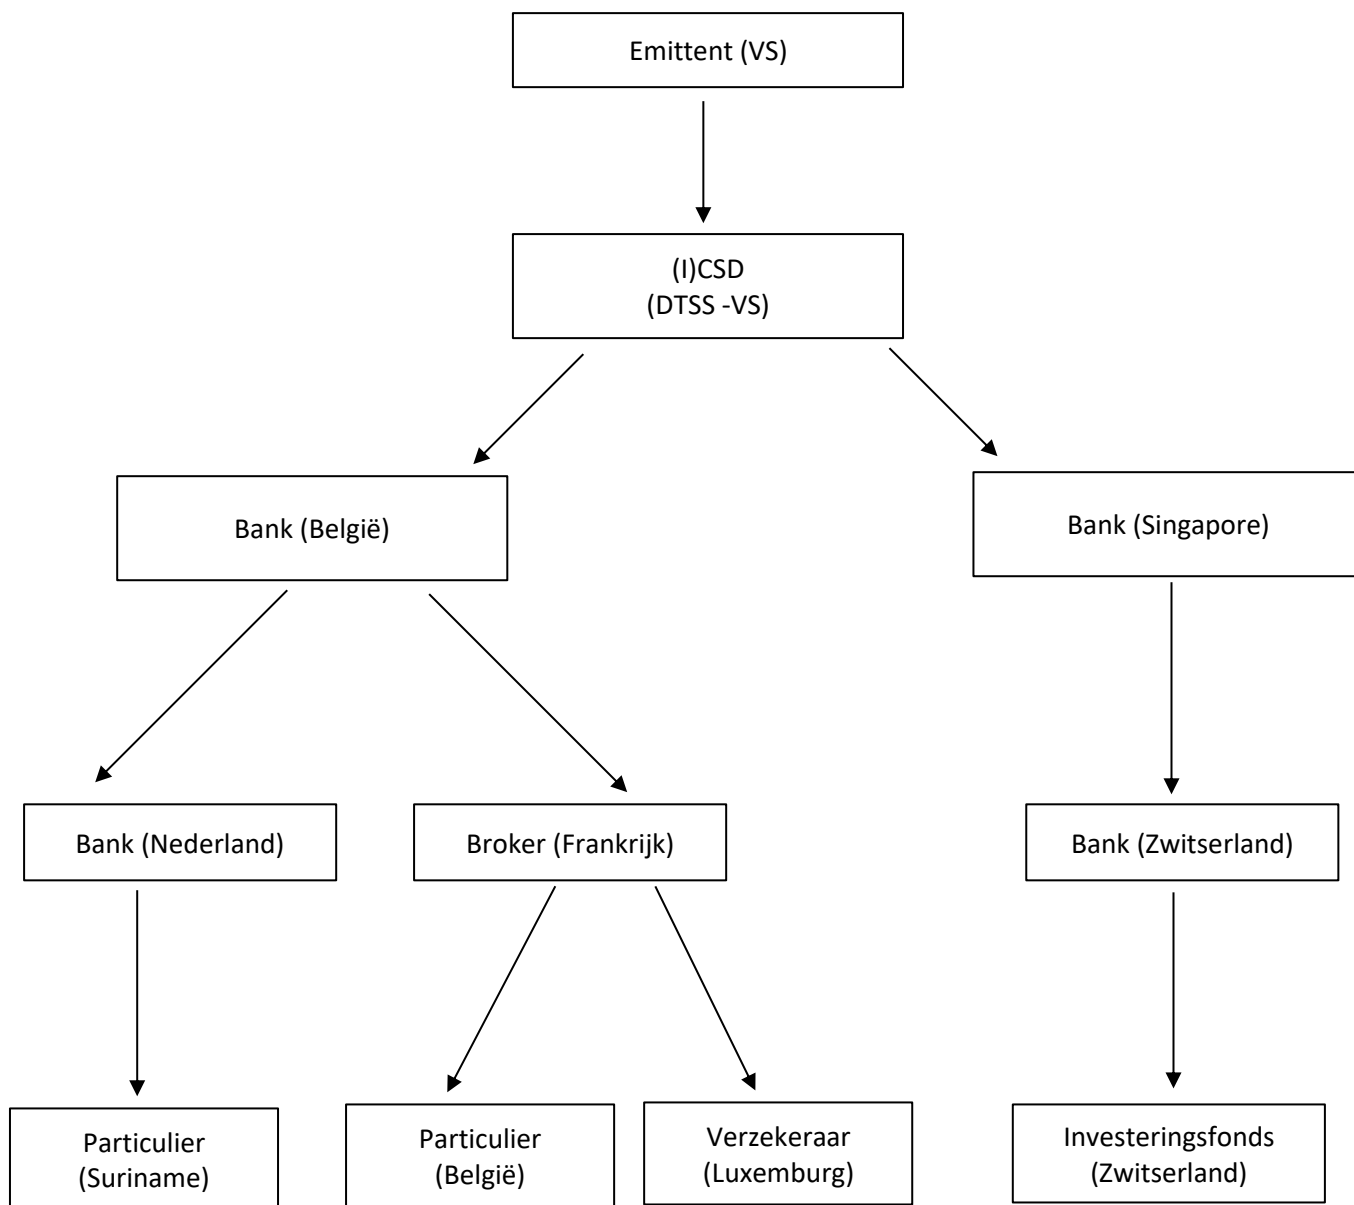 Emittent (VS)
(I)CSD
(DTSS -VS)
Bank (België)
Bank (Singapore)
Bank (Nederland)
Broker (Frankrijk)
Bank (Zwitserland)
Particulier
(Suriname)
Particulier
(België)
Verzekeraar
(Luxemburg)
Investeringsfonds
(Zwitserland)